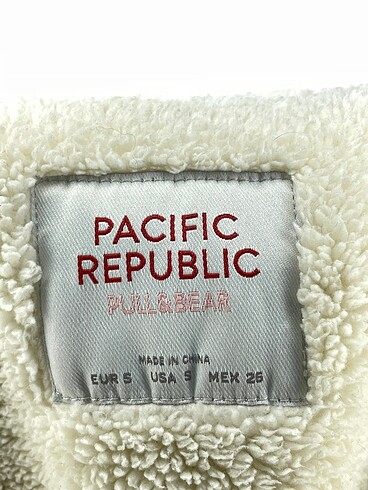 PACIFIC
REPUBLIC
PULL&BEAR
MADE IN CHINA
EUR S USA S MEX 26